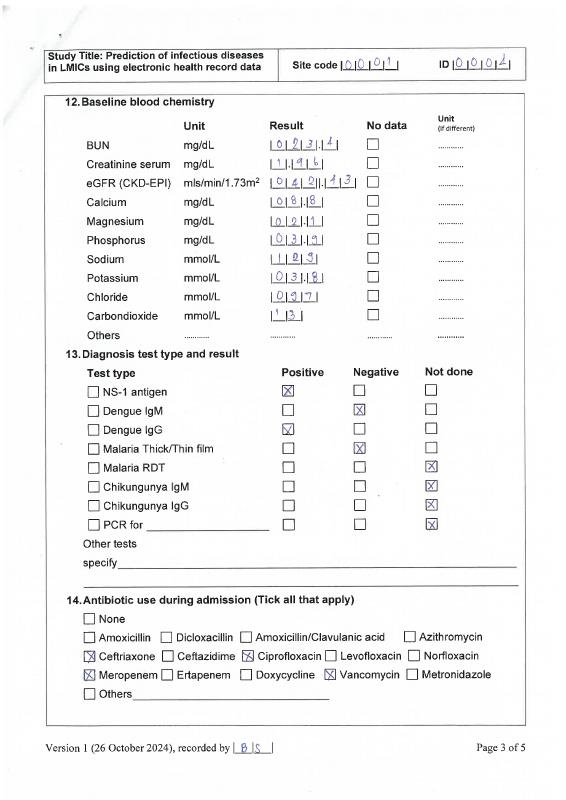 Study Title: Prediction of infectious diseases
in LMICs using electronic health record data
Site code |0|0|0|1| ID |0|0|0|1|
12. Baseline blood chemistry
Unit Result No data Unit (if different)
BUN mg/dL |0|2|3|.|1| ☐ ............
Creatinine serum mg/dL |1|.|9|6| ☐ ............
eGFR (CKD-EPI) mls/min/1.73m² |0|4|2|.|1|3| ☐ ............
Calcium mg/dL |0|8|.|8| ☐ ............
Magnesium mg/dL |0|2|.|1| ☐ ............
Phosphorus mg/dL |0|3|.|9| ☐ ............
Sodium mmol/L |1|2|9| ☐ ............
Potassium mmol/L |0|3|.|8| ☐ ............
Chloride mmol/L |0|9|7| ☐ ............
Carbondioxide mmol/L |1|3| ☐ ............
Others ............ ............ ............ ............
13. Diagnosis test type and result
Test type Positive Negative Not done
☐ NS-1 antigen ☒ ☐ ☐
☐ Dengue IgM ☐ ☒ ☐
☐ Dengue IgG ☒ ☐ ☐
☐ Malaria Thick/Thin film ☐ ☒ ☐
☐ Malaria RDT ☐ ☐ ☒
☐ Chikungunya IgM ☐ ☐ ☒
☐ Chikungunya IgG ☐ ☐ ☒
☐ PCR for ____________________ ☐ ☐ ☒
Other tests
specify____________________
14. Antibiotic use during admission (Tick all that apply)
☐ None
☐ Amoxicillin ☐ Dicloxacillin ☐ Amoxicillin/Clavulanic acid ☐ Azithromycin
☒ Ceftriaxone ☐ Ceftazidime ☒ Ciprofloxacin ☐ Levofloxacin ☐ Norfloxacin
☒ Meropenem ☐ Ertapenem ☐ Doxycycline ☒ Vancomycin ☐ Metronidazole
☐ Others____________________
Version 1 (26 October 2024), recorded by |B|S| Page 3 of 5